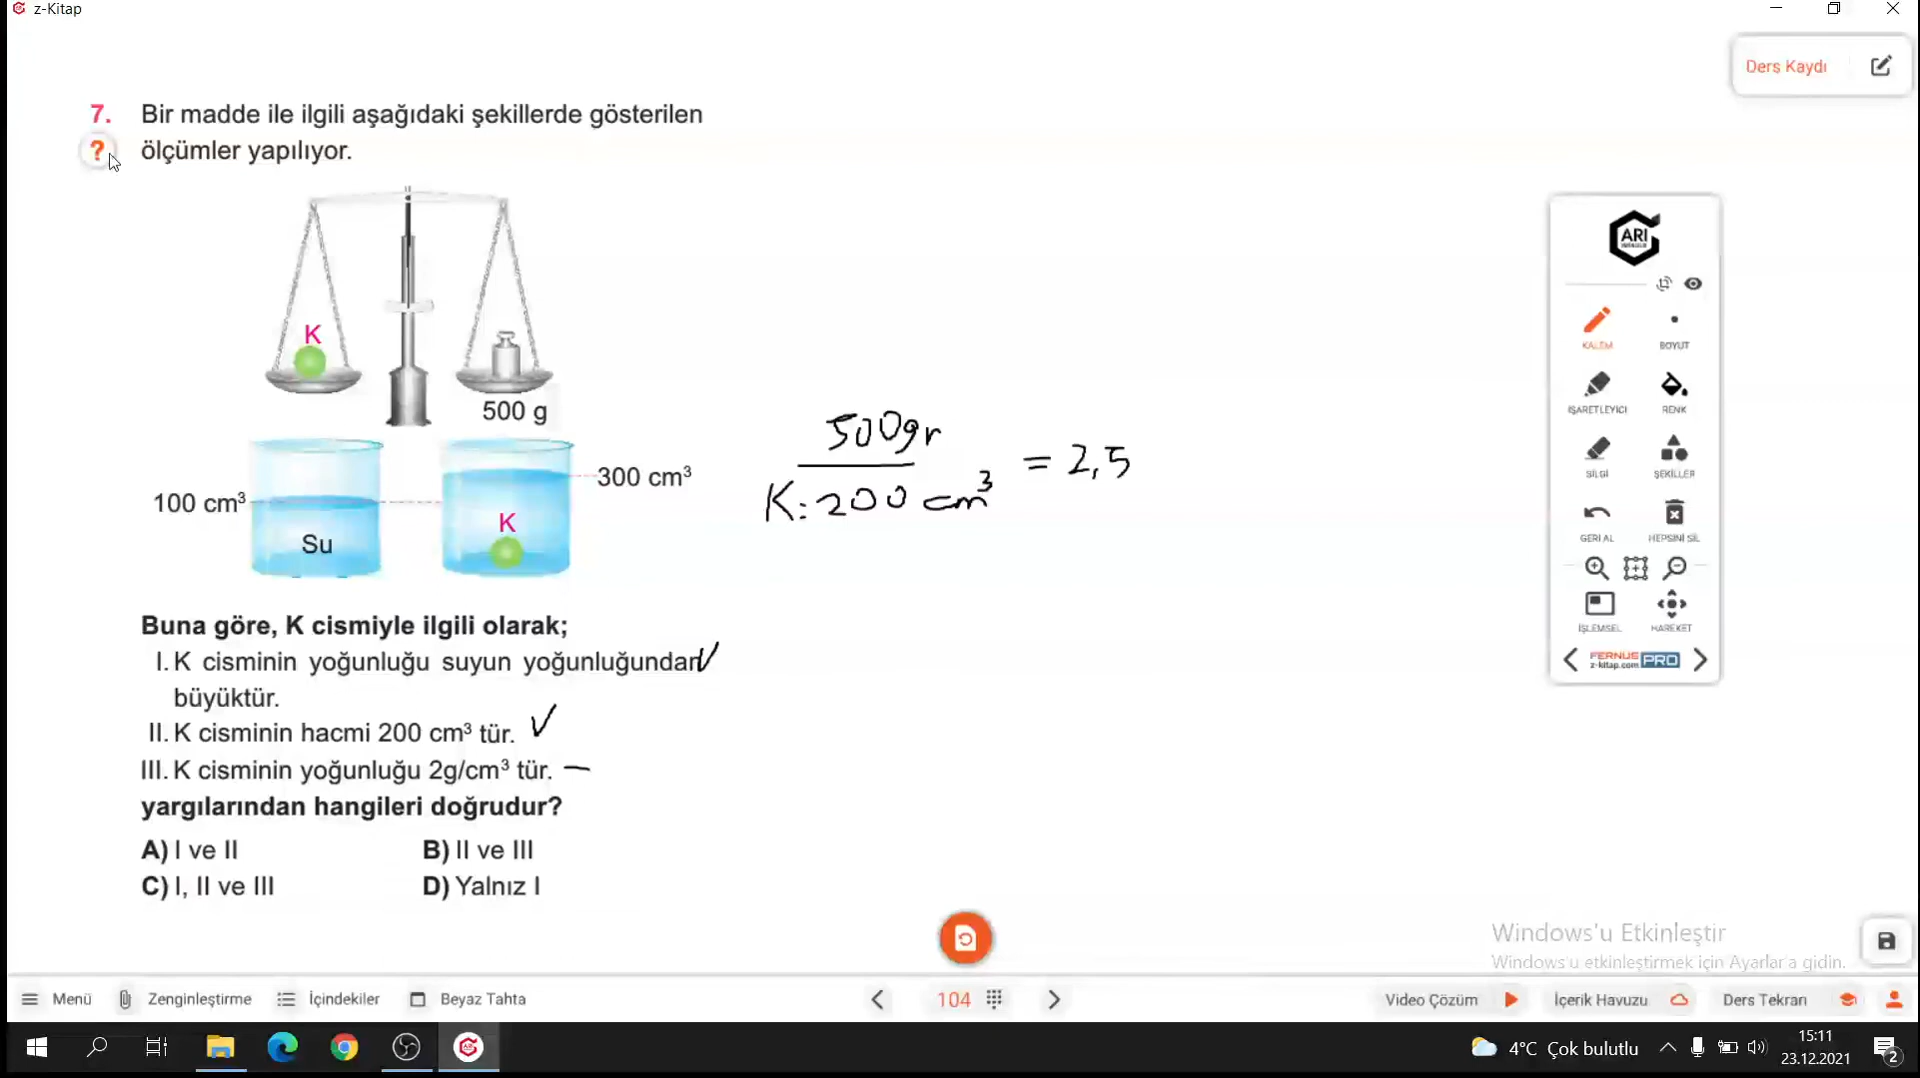 z-Kitap
Ders Kaydı
7. Bir madde ile ilgili aşağıdaki şekillerde gösterilen
? ölçümler yapılıyor.
K
500 g
100 cm³
300 cm³
Su
K
500gr
K: 200 cm³
= 2,5
Buna göre, K cismiyle ilgili olarak;
I. K cisminin yoğunluğu suyun yoğunluğundan
büyüktür.
II. K cisminin hacmi 200 cm³ tür.
III. K cisminin yoğunluğu 2g/cm³ tür.
yargılarından hangileri doğrudur?
A) I ve II B) II ve III
C) I, II ve III D) Yalnız I
ARI
KALEM BOYUT
İŞARETLEYİCİ RENK
SİLGİ ŞEKİLLER
GERİ AL HEPSİNİ SİL
İŞLEMSEL HAREKET
FERNUS
z-kitap.com PRO
Windows'u Etkinleştir
Windows'u etkinleştirmek için Ayarlar'a gidin.
Menü Zenginleştirme İçindekiler Beyaz Tahta 104 Video Çözüm İçerik Havuzu Ders Tekrarı
4°C Çok bulutlu
15:11
23.12.2021
2